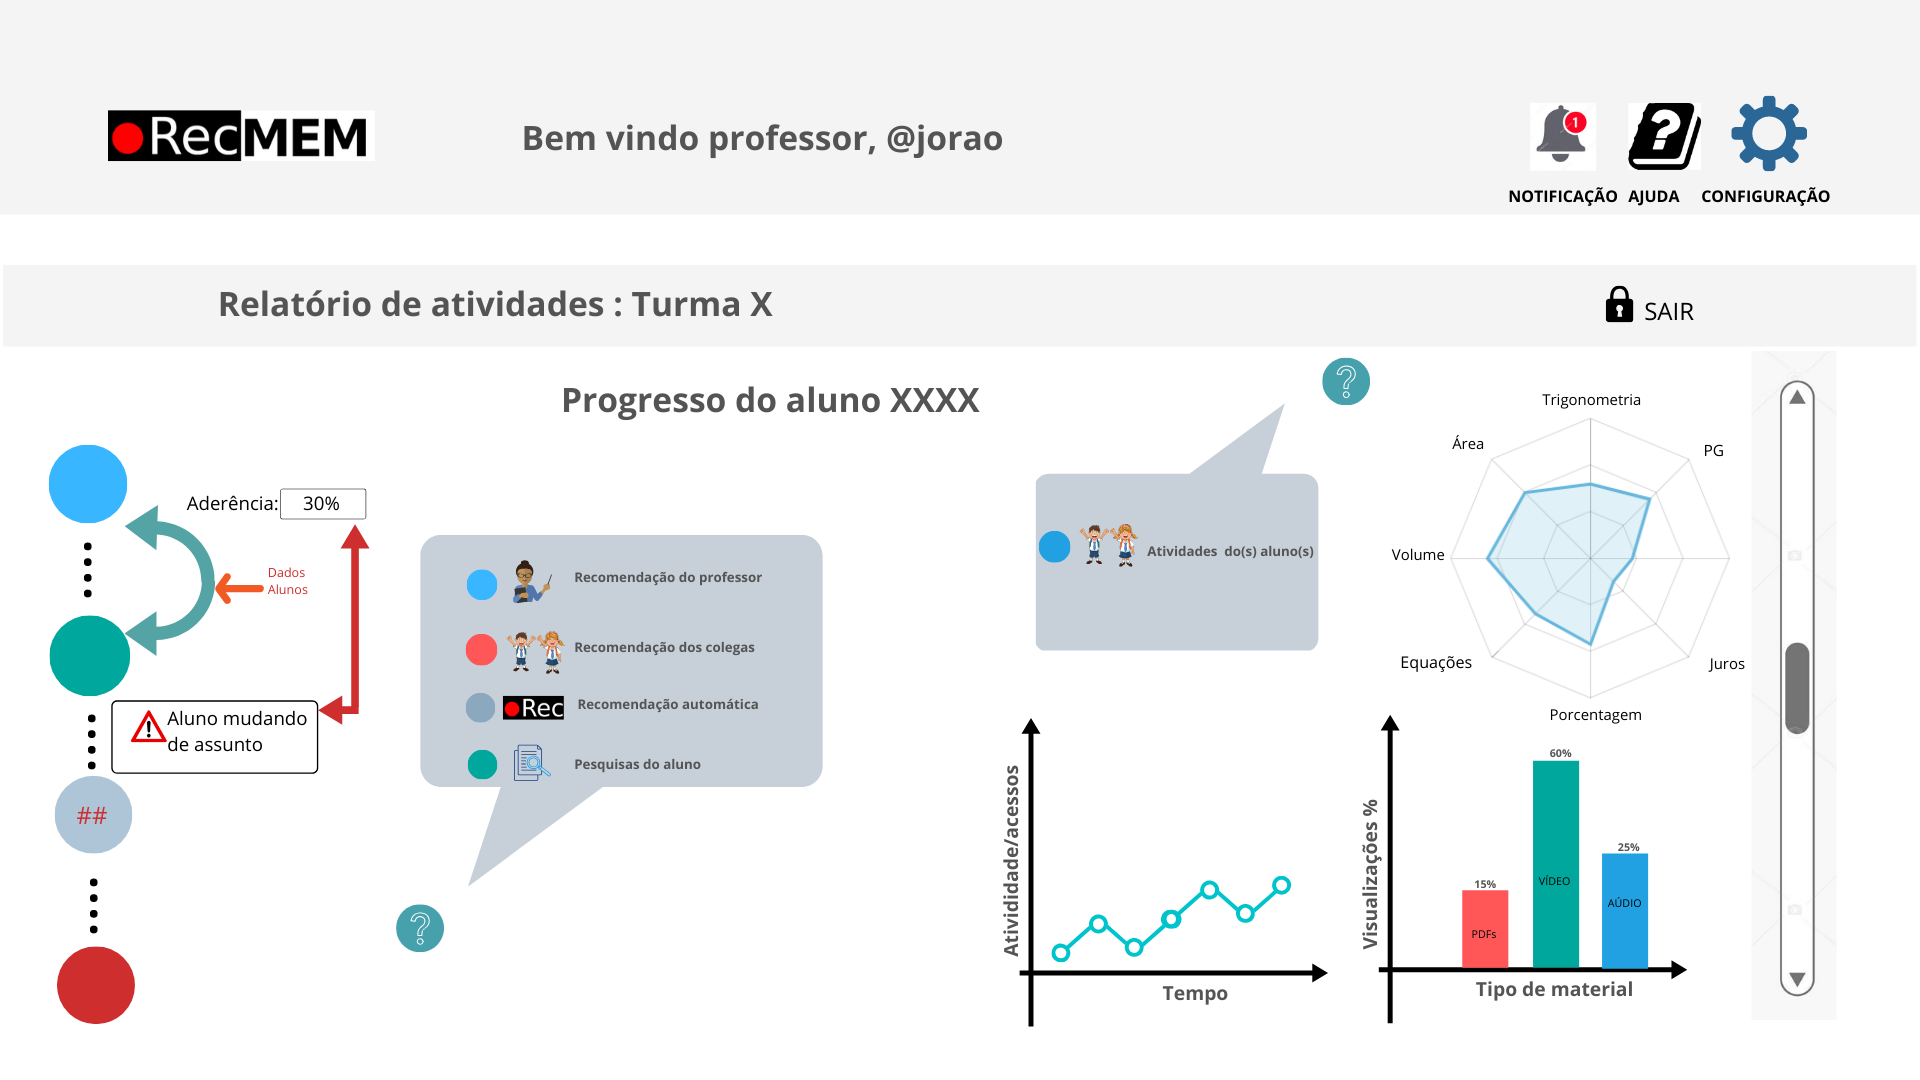 RecMEM
Bem vindo professor, @jorao
1
NOTIFICAÇÃO AJUDA CONFIGURAÇÃO
Relatório de atividades : Turma X
SAIR
Progresso do aluno XXXX
Aderência: 30%
Dados
Alunos
Aluno mudando
de assunto
##
Recomendação do professor
Recomendação dos colegas
Rec Recomendação automática
Pesquisas do aluno
?
?
Atividades do(s) aluno(s)
Trigonometria
PG
Área
Volume
Equações
Juros
Porcentagem
Ativididade/acessos
Tempo
Visualizações %
15%
PDFs
60%
VÍDEO
25%
AÚDIO
Tipo de material